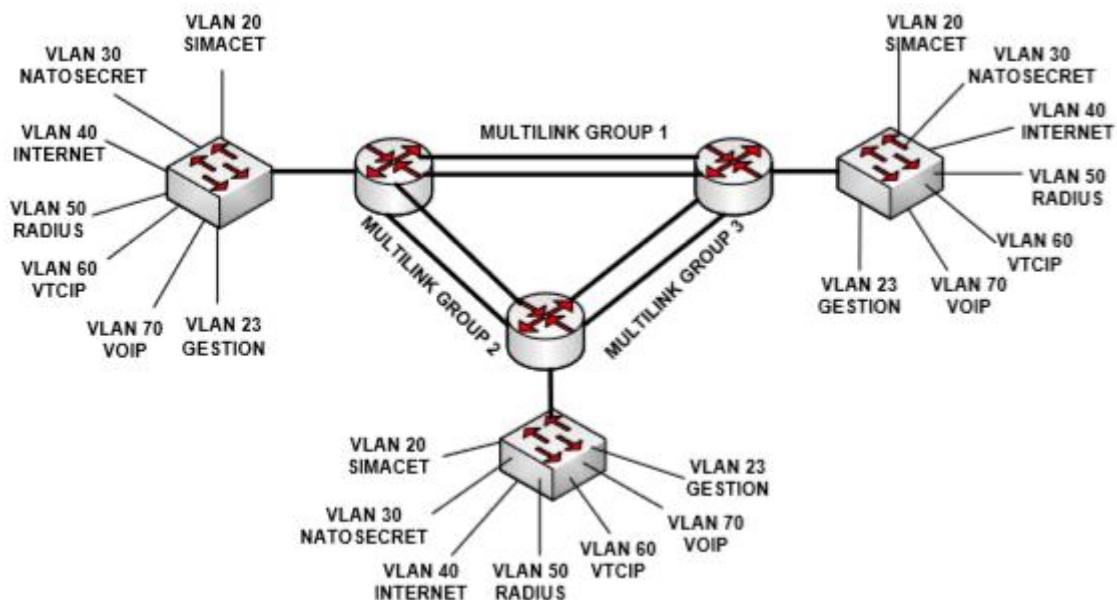 VLAN 20
SIMACET
VLAN 30
NATOSECRET
VLAN 40
INTERNET
VLAN 50
RADIUS
VLAN 60
VTCIP
VLAN 70
VOIP
VLAN 23
GESTION
MULTILINK GROUP 1
MULTILINK GROUP 2
MULTILINK GROUP 3
VLAN 20
SIMACET
VLAN 30
NATOSECRET
VLAN 40
INTERNET
VLAN 50
RADIUS
VLAN 60
VTCIP
VLAN 70
VOIP
VLAN 23
GESTION
VLAN 20
SIMACET
VLAN 30
NATOSECRET
VLAN 40
INTERNET
VLAN 50
RADIUS
VLAN 60
VTCIP
VLAN 70
VOIP
VLAN 23
GESTION